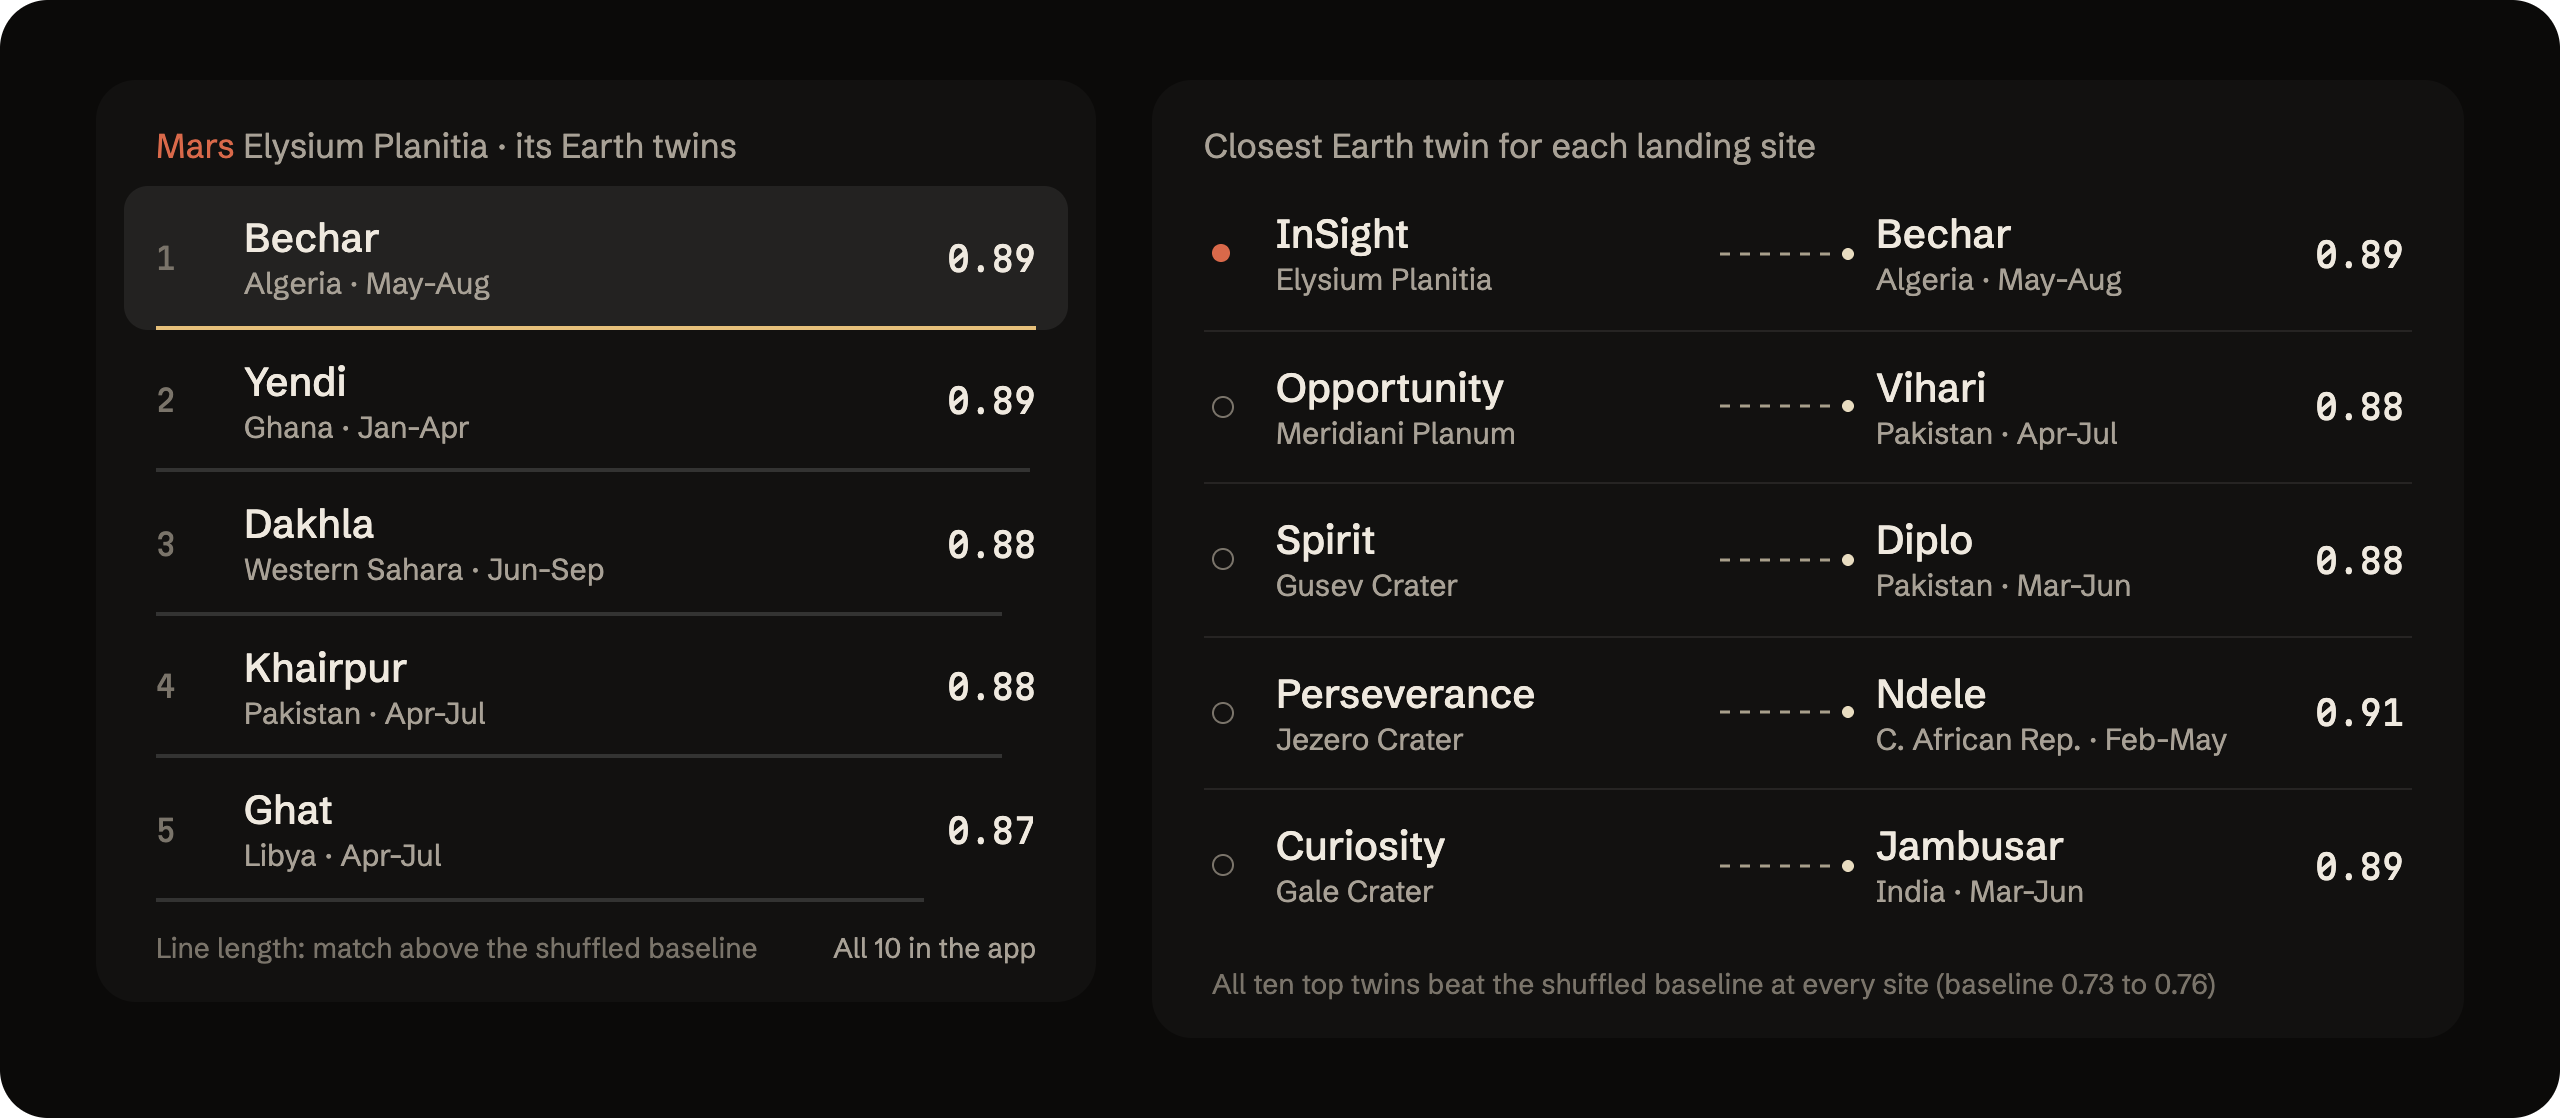 Mars Elysium Planitia · its Earth twins
1
Bechar
Algeria · May–Aug
0.89
2
Yendi
Ghana · Jan–Apr
0.89
3
Dakhla
Western Sahara · Jun–Sep
0.88
4
Khairpur
Pakistan · Apr–Jul
0.88
5
Ghat
Libya · Apr–Jul
0.87
Line length: match above the shuffled baseline
All 10 in the app
Closest Earth twin for each landing site
InSight
Elysium Planitia
Bechar
Algeria · May–Aug
0.89
Opportunity
Meridiani Planum
Vihari
Pakistan · Apr–Jul
0.88
Spirit
Gusev Crater
Diplo
Pakistan · Mar–Jun
0.88
Perseverance
Jezero Crater
Ndele
C. African Rep. · Feb–May
0.91
Curiosity
Gale Crater
Jambusar
India · Mar–Jun
0.89
All ten top twins beat the shuffled baseline at every site (baseline 0.73 to 0.76)